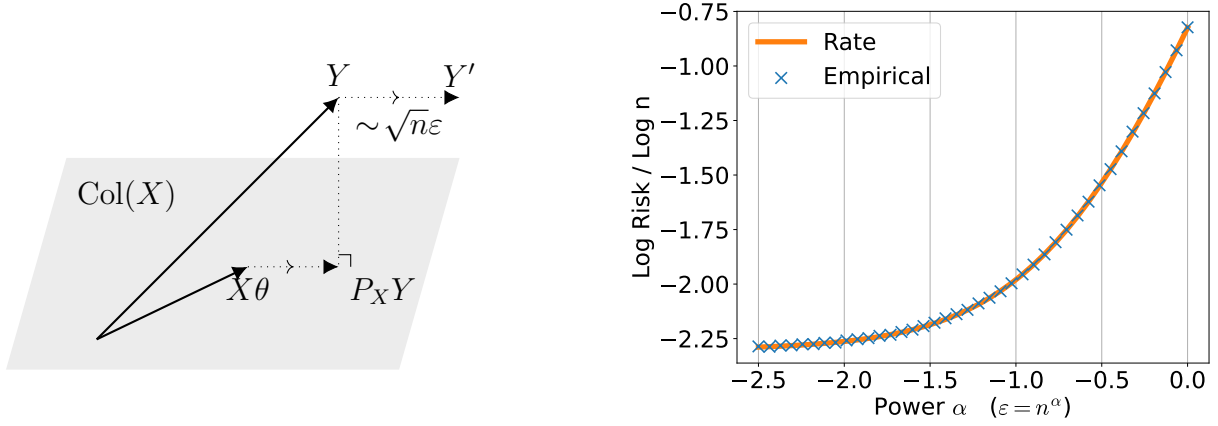 Y
Y′
∼√nε
Col(X)
Xθ
P_X Y
Log Risk / Log n
−0.75
−1.00
−1.25
−1.50
−1.75
−2.00
−2.25
Rate
Empirical
−2.5 −2.0 −1.5 −1.0 −0.5 0.0
Power α (ε = n^α)